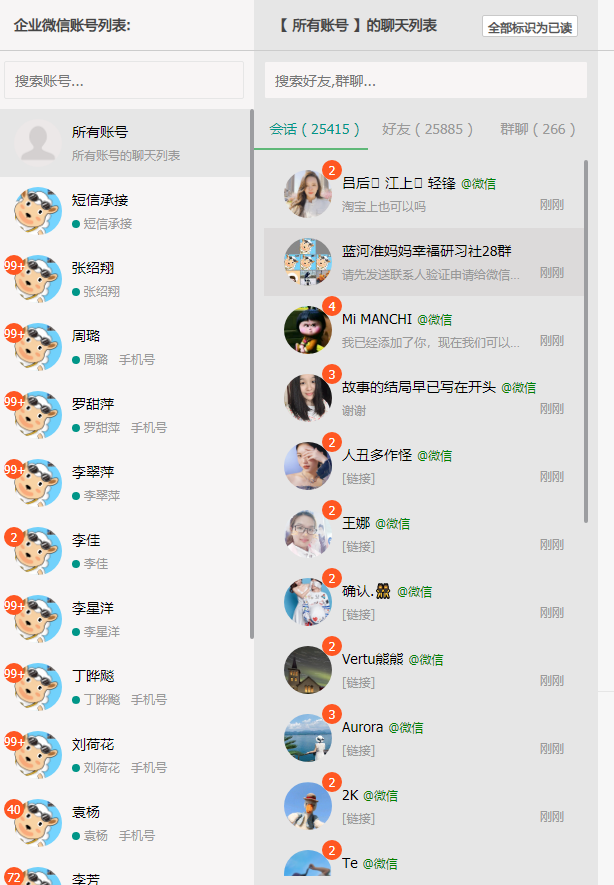 企业微信账号列表:
搜索账号...
所有账号
所有账号的聊天列表
短信承接
短信承接
99+
张绍翔
张绍翔
99+
周璐
周璐 手机号
99+
罗甜萍
罗甜萍 手机号
99+
李翠萍
李翠萍
2
李佳
李佳
99+
李星洋
李星洋
99+
丁晔飚
丁晔飚 手机号
99+
刘荷花
刘荷花 手机号
40
袁杨
袁杨 手机号
72
李芳
【 所有账号 】的聊天列表
全部标识为已读
搜索好友,群聊...
会话 ( 25415 ) 好友 ( 25885 ) 群聊 ( 266 )
2
吕后 江上 轻锋 @微信
淘宝上也可以吗 刚刚
蓝河准妈妈幸福研习社28群
请先发送联系人验证申请给微信... 刚刚
4
Mi MANCHI @微信
我已经添加了你，现在我们可以... 刚刚
3
故事的结局早已写在开头 @微信
谢谢 刚刚
2
人丑多作怪 @微信
[链接] 刚刚
2
王娜 @微信
[链接] 刚刚
2
确认. @微信
[链接] 刚刚
2
Vertu熊熊 @微信
[链接] 刚刚
3
Aurora @微信
[链接] 刚刚
2
2K @微信
[链接] 刚刚
2
Te @微信